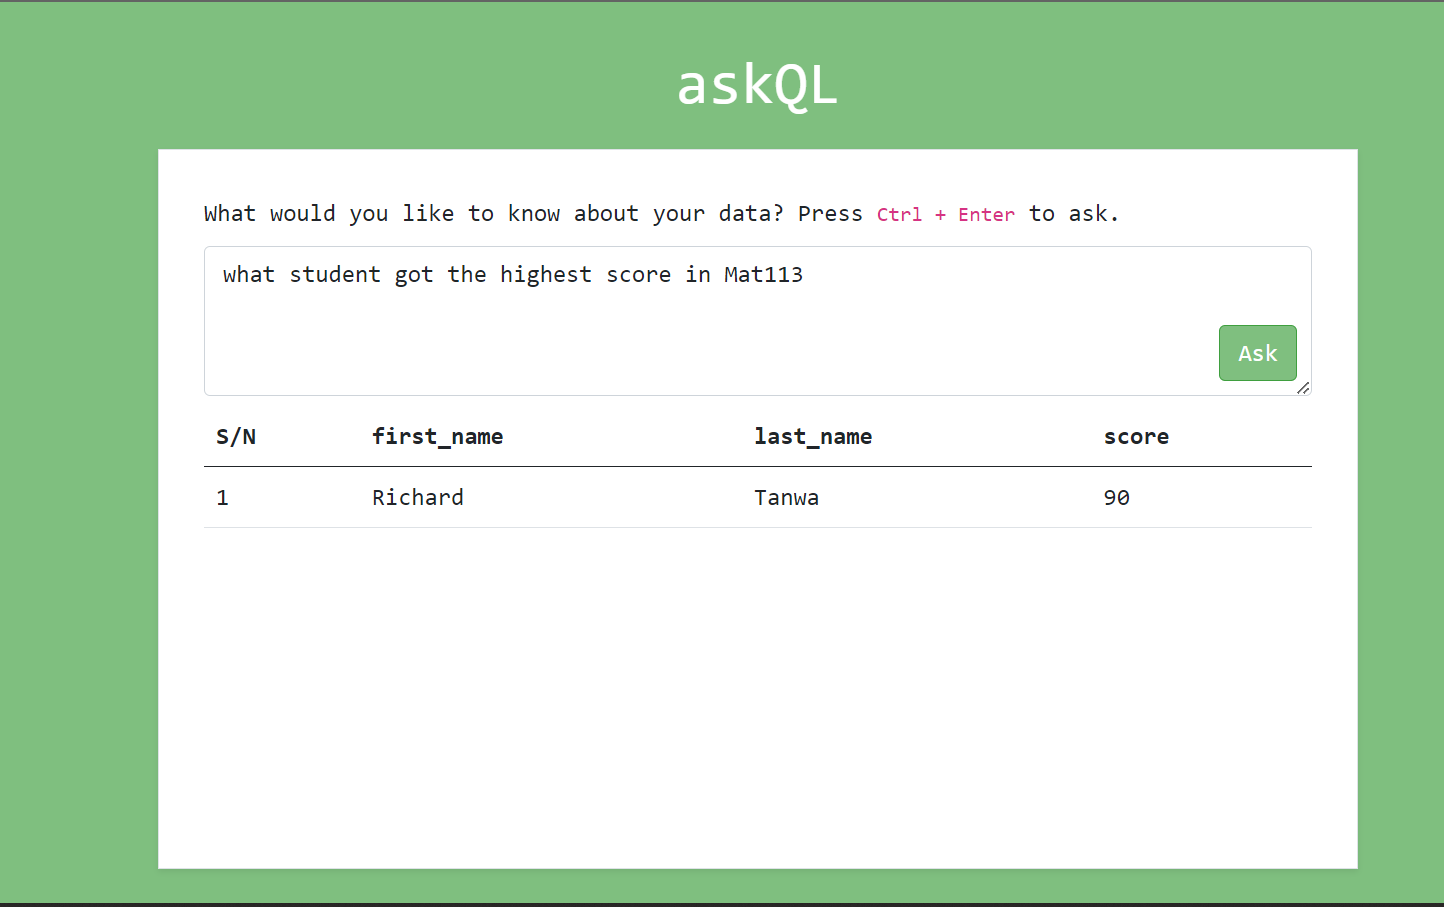 askQL
What would you like to know about your data? Press Ctrl + Enter to ask.
what student got the highest score in Mat113
Ask
S/N first_name last_name score
1 Richard Tanwa 90